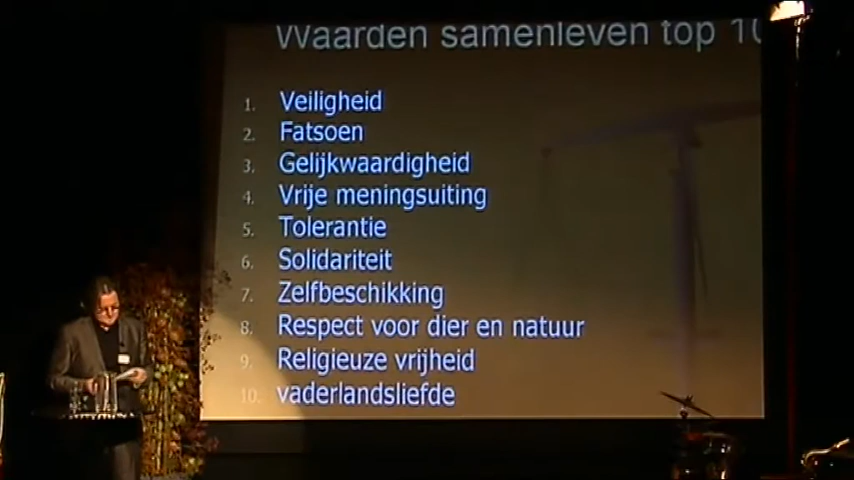 Waarden samenleven top 10
1. Veiligheid
2. Fatsoen
3. Gelijkwaardigheid
4. Vrije meningsuiting
5. Tolerantie
6. Solidariteit
7. Zelfbeschikking
8. Respect voor dier en natuur
9. Religieuze vrijheid
10. vaderlandsliefde